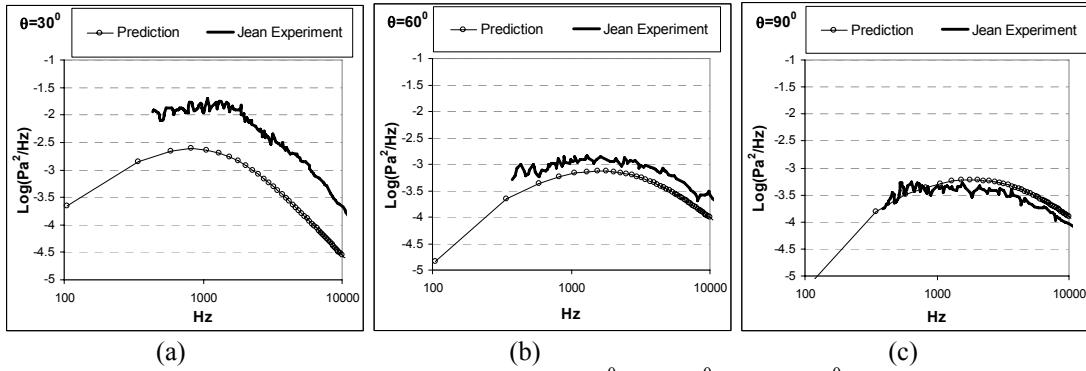 θ=30⁰
Prediction Jean Experiment
Log(Pa²/Hz)
-1
-1.5
-2
-2.5
-3
-3.5
-4
-4.5
-5
100 1000 10000
Hz
(a)
θ=60⁰
Prediction Jean Experiment
Log(Pa²/Hz)
-1
-1.5
-2
-2.5
-3
-3.5
-4
-4.5
-5
100 1000 10000
Hz
(b)
θ=90⁰
Prediction Jean Experiment
Log(Pa²/Hz)
-1
-1.5
-2
-2.5
-3
-3.5
-4
-4.5
-5
100 1000 10000
Hz
(c)